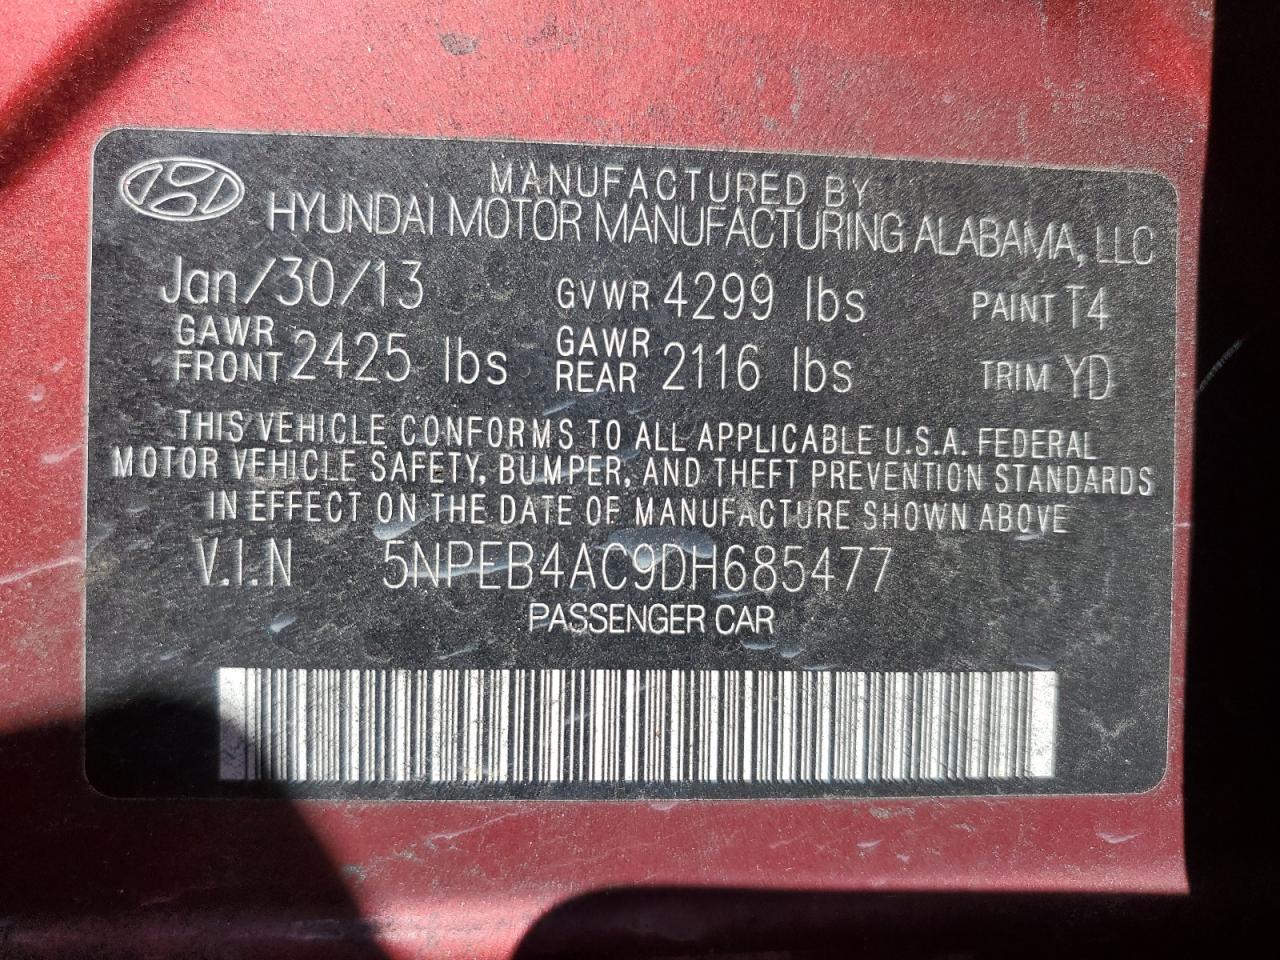 MANUFACTURED BY
HYUNDAI MOTOR MANUFACTURING ALABAMA, LLC
Jan/30/13 GVWR 4299 lbs PAINT T4
GAWR FRONT 2425 lbs GAWR REAR 2116 lbs TRIM YD
THIS VEHICLE CONFORMS TO ALL APPLICABLE U.S.A. FEDERAL
MOTOR VEHICLE SAFETY, BUMPER, AND THEFT PREVENTION STANDARDS
IN EFFECT ON THE DATE OF MANUFACTURE SHOWN ABOVE
V.I.N 5NPEB4AC9DH685477
PASSENGER CAR